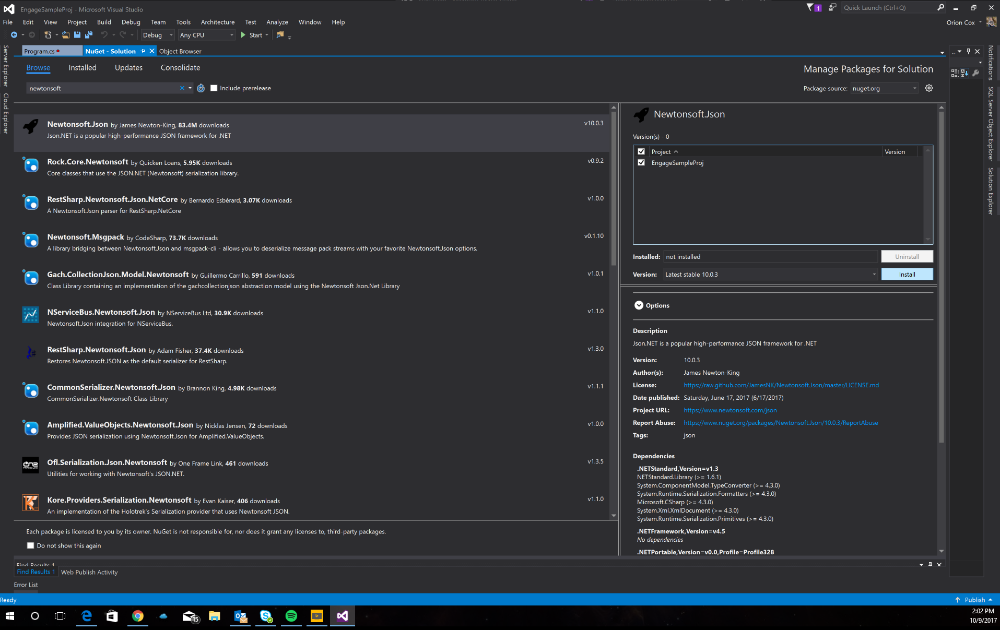 EngageSampleProj - Microsoft Visual Studio
1
Quick Launch (Ctrl+Q)
File Edit View Project Build Debug Team Tools Architecture Test Analyze Window Help
Orion Cox
Debug Any CPU Start
Server Explorer
Cloud Explorer
Program.cs NuGet - Solution Object Browser
Browse Installed Updates Consolidate
Manage Packages for Solution
newtonsoft
Include prerelease
Package source: nuget.org
Newtonsoft.Json by James Newton-King, 83.4M downloads v10.0.3
Json.NET is a popular high-performance JSON framework for .NET
Rock.Core.Newtonsoft by Quicken Loans, 5.95K downloads v0.9.2
Core classes that use the JSON.NET (Newtonsoft) serialization library.
RestSharp.Newtonsoft.Json.NetCore by Bernardo Esbérard, 3.07K downloads v1.0.0
A Newtonsoft.Json parser for RestSharp.NetCore
Newtonsoft.Msgpack by CodeSharp, 73.7K downloads v0.1.10
A library bridging between Newtonsoft.Json and msgpack-cli - allows you to deserialize message pack streams with your favorite Newtonsoft.Json options.
Gach.CollectionJson.Model.Newtonsoft by Guillermo Carrillo, 591 downloads v1.0.1
Class Library containing an implementation of the gachcollectionjson abstraction model using the Newtonsoft Json.Net Library
NServiceBus.Newtonsoft.Json by NServiceBus Ltd, 30.9K downloads v1.1.0
Newtonsoft.Json integration for NServiceBus.
RestSharp.Newtonsoft.Json by Adam Fisher, 37.4K downloads v1.3.0
Restores Newtonsoft.JSON as the default serializer for RestSharp.
CommonSerializer.Newtonsoft.Json by Brannon King, 4.98K downloads v1.1.1
CommonSerializer.Newtonsoft Class Library
Amplified.ValueObjects.Newtonsoft.Json by Nicklas Jensen, 72 downloads v1.0.0
Provides JSON serialization using Newtonsoft.Json for Amplified.ValueObjects.
Ofl.Serialization.Json.Newtonsoft by One Frame Link, 461 downloads v1.3.5
Utilities for working with Newtonsoft's JSON.NET.
Kore.Providers.Serialization.Newtonsoft by Evan Kaiser, 406 downloads v1.1.0
An implementation of the Holotrek's Serialization provider that uses Newtonsoft JSON.
Each package is licensed to you by its owner. NuGet is not responsible for, nor does it grant any licenses to, third-party packages.
Do not show this again
Newtonsoft.Json
Version(s) - 0
Project Version
EngageSampleProj
Installed: not installed Uninstall
Version: Latest stable 10.0.3 Install
Options
Description
Json.NET is a popular high-performance JSON framework for .NET
Version: 10.0.3
Author(s): James Newton-King
License: https://raw.github.com/JamesNK/Newtonsoft.Json/master/LICENSE.md
Date published: Saturday, June 17, 2017 (6/17/2017)
Project URL: https://www.newtonsoft.com/json
Report Abuse: https://www.nuget.org/packages/Newtonsoft.Json/10.0.3/ReportAbuse
Tags: json
Dependencies
.NETStandard,Version=v1.3
NETStandard.Library (>= 1.6.1)
System.ComponentModel.TypeConverter (>= 4.3.0)
System.Runtime.Serialization.Formatters (>= 4.3.0)
Microsoft.CSharp (>= 4.3.0)
System.Xml.XmlDocument (>= 4.3.0)
System.Runtime.Serialization.Primitives (>= 4.3.0)
.NETFramework,Version=v4.5
No dependencies
.NETPortable,Version=v0.0,Profile=Profile328
Notifications
SQL Server Object Explorer
Solution Explorer
Find Results 1
Find Results 1 Web Publish Activity
Error List
Ready
Publish
15
2:02 PM
10/9/2017